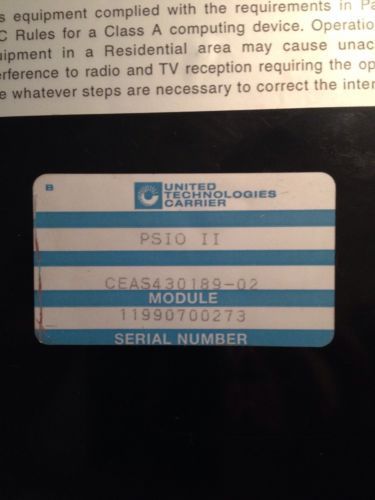 s equipment complied with the requirements in Pa
C Rules for a Class A computing device. Operatio
uipment in a Residential area may cause unac
erference to radio and TV reception requiring the op
e whatever steps are necessary to correct the inter
B
UNITED
TECHNOLOGIES
CARRIER
PSIO II
CEAS430189-02
MODULE
11990700273
SERIAL NUMBER